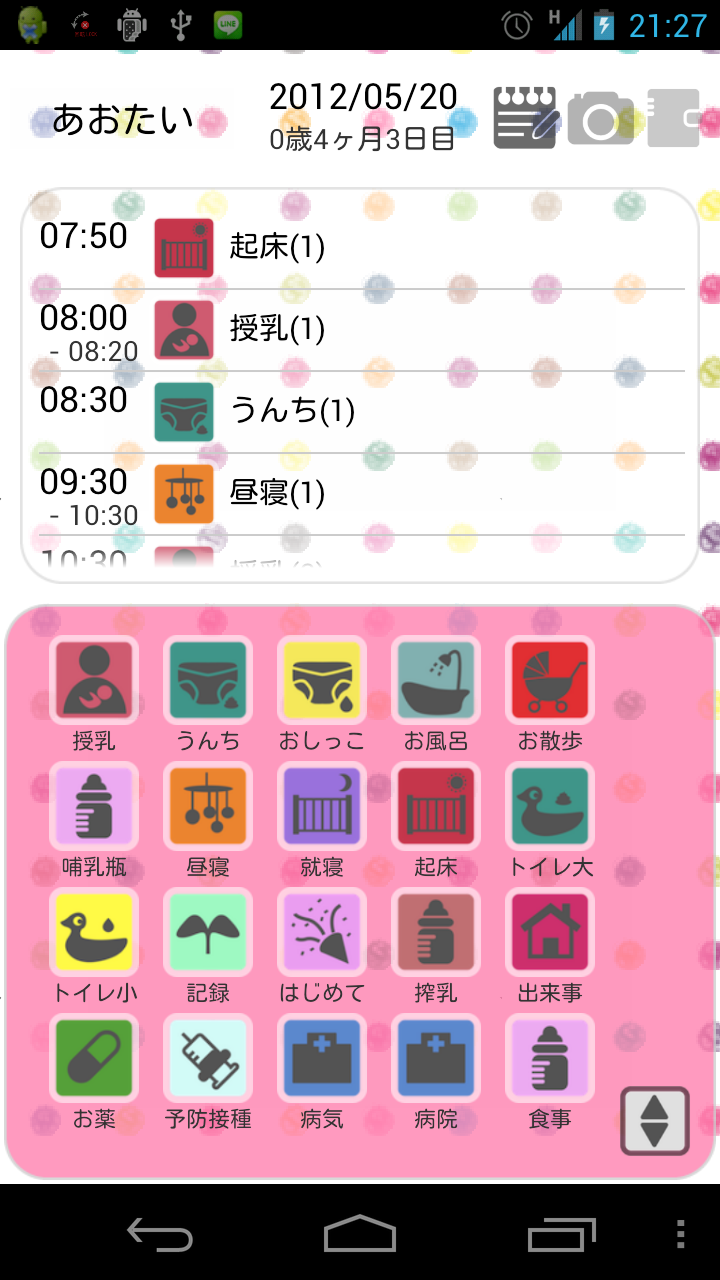 LINE
H
21:27
あおたい
2012/05/20
0歳4ヶ月3日目
07:50 起床(1)
08:00
- 08:20
授乳(1)
08:30 うんち(1)
09:30
- 10:30
昼寝(1)
10:30
授乳 うんち おしっこ お風呂 お散歩
哺乳瓶 昼寝 就寝 起床 トイレ大
トイレ小 記録 はじめて 搾乳 出来事
お薬 予防接種 病気 病院 食事